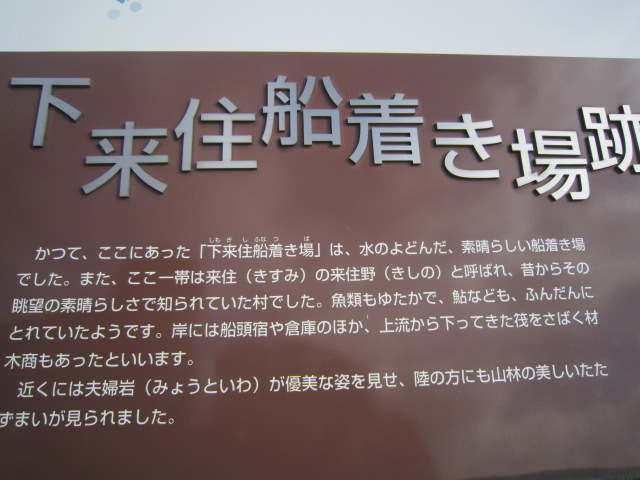 下来住船着き場跡
しも ぎ し ふな つ ば
かつて、ここにあった「下来住船着き場」は、水のよどんだ、素晴らしい船着き場
でした。また、ここ一帯は来住（きすみ）の来住野（きしの）と呼ばれ、昔からその
眺望の素晴らしさで知られていた村でした。魚類もゆたかで、鮎なども、ふんだんに
とれていたようです。岸には船頭宿や倉庫のほか、上流から下ってきた筏をさばく材
木商もあったといいます。
近くには夫婦岩（みょうといわ）が優美な姿を見せ、陸の方にも山林の美しいたた
ずまいが見られました。